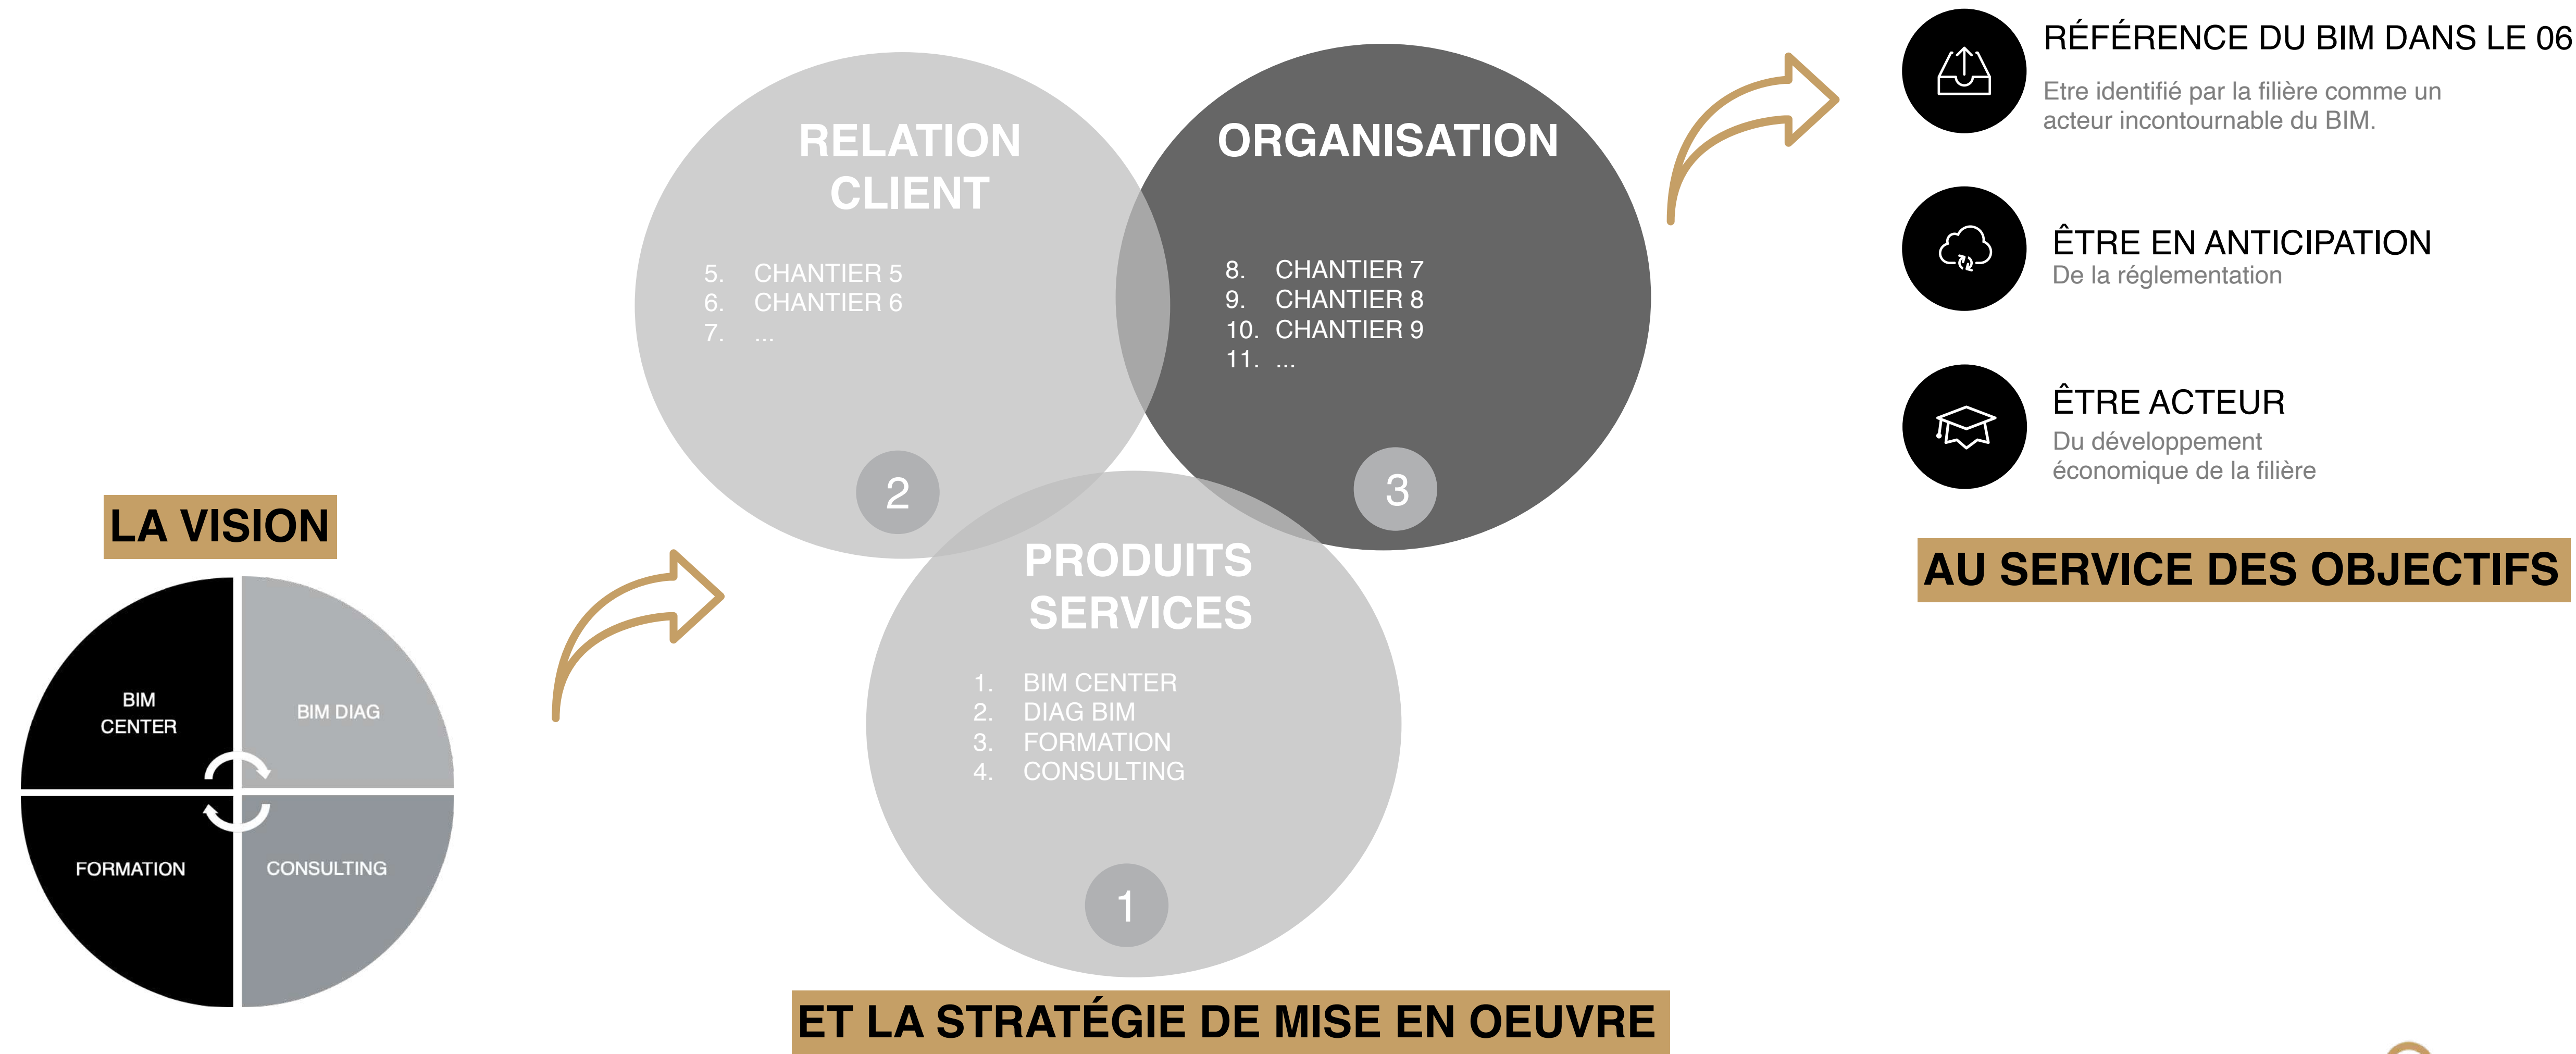 LA VISION
BIM
CENTER
BIM DIAG
FORMATION
CONSULTING
RELATION
CLIENT
5. CHANTIER 5
6. CHANTIER 6
7. ...
2
ORGANISATION
8. CHANTIER 7
9. CHANTIER 8
10. CHANTIER 9
11. ...
3
PRODUITS
SERVICES
1. BIM CENTER
2. DIAG BIM
3. FORMATION
4. CONSULTING
1
ET LA STRATÉGIE DE MISE EN OEUVRE
RÉFÉRENCE DU BIM DANS LE 06
Etre identifié par la filière comme un
acteur incontournable du BIM.
ÊTRE EN ANTICIPATION
De la réglementation
ÊTRE ACTEUR
Du développement
économique de la filière
AU SERVICE DES OBJECTIFS